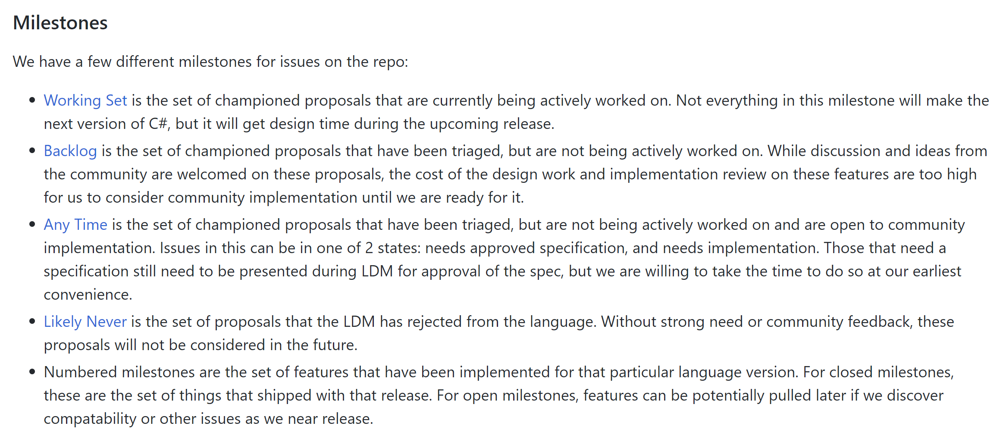 Milestones
We have a few different milestones for issues on the repo:
Working Set is the set of championed proposals that are currently being actively worked on. Not everything in this milestone will make the
next version of C#, but it will get design time during the upcoming release.
Backlog is the set of championed proposals that have been triaged, but are not being actively worked on. While discussion and ideas from
the community are welcomed on these proposals, the cost of the design work and implementation review on these features are too high
for us to consider community implementation until we are ready for it.
Any Time is the set of championed proposals that have been triaged, but are not being actively worked on and are open to community
implementation. Issues in this can be in one of 2 states: needs approved specification, and needs implementation. Those that need a
specification still need to be presented during LDM for approval of the spec, but we are willing to take the time to do so at our earliest
convenience.
Likely Never is the set of proposals that the LDM has rejected from the language. Without strong need or community feedback, these
proposals will not be considered in the future.
Numbered milestones are the set of features that have been implemented for that particular language version. For closed milestones,
these are the set of things that shipped with that release. For open milestones, features can be potentially pulled later if we discover
compatability or other issues as we near release.